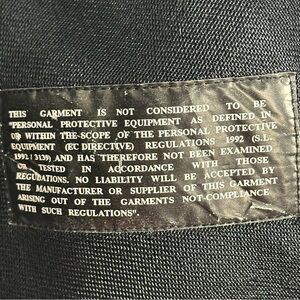 THIS GARMENT IS NOT CONSIDERED TO BE
"PERSONAL PROTECTIVE EQUIPMENT AS DEFINED IN
OR WITHIN THE SCOPE OF THE PERSONAL PROTECTIVE
EQUIPMENT (EC DIRECTIVE) REGULATIONS 1992 (S.L.
1992/3139) AND HAS THEREFORE NOT BEEN EXAMINED
OR TESTED IN ACCORDANCE WITH THOSE
REGULATIONS. NO LIABILITY WILL BE ACCEPTED BY
THE MANUFACTURER OR SUPPLIER OF THIS GARMENT
ARISING OUT OF THE GARMENTS NOT-COMPLIANCE
WITH SUCH REGULATIONS".